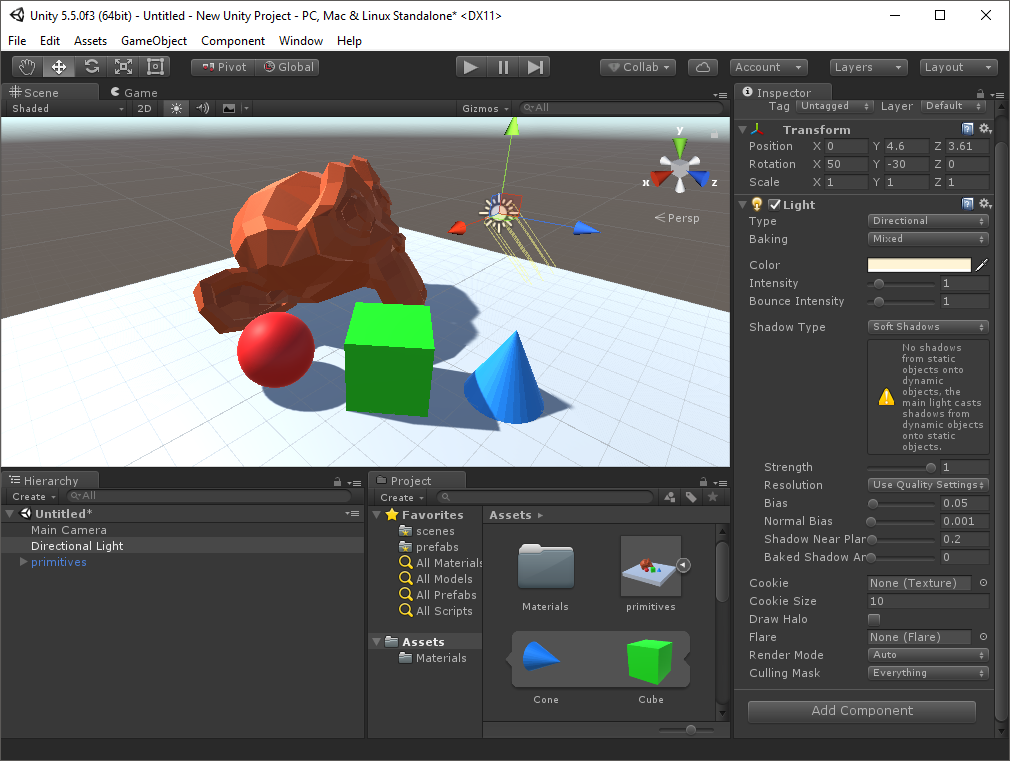 Unity 5.5.0f3 (64bit) - Untitled - New Unity Project - PC, Mac & Linux Standalone* <DX11>
File Edit Assets GameObject Component Window Help
Pivot Global Collab Account Layers Layout
Scene Game
Shaded 2D Gizmos All
y
x z
Persp
Inspector
Tag Untagged Layer Default
Transform
Position X 0 Y 4.6 Z 3.61
Rotation X 50 Y -30 Z 0
Scale X 1 Y 1 Z 1
Light
Type Directional
Baking Mixed
Color
Intensity 1
Bounce Intensity 1
Shadow Type Soft Shadows
No shadows
from static
objects onto
dynamic
objects, the
main light casts
shadows from
dynamic objects
onto static
objects.
Strength 1
Resolution Use Quality Settings
Bias 0.05
Normal Bias 0.001
Shadow Near Plan 0.2
Baked Shadow An 0
Cookie None (Texture)
Cookie Size 10
Draw Halo
Flare None (Flare)
Render Mode Auto
Culling Mask Everything
Add Component
Hierarchy
Create All
Untitled*
Main Camera
Directional Light
primitives
Project
Create
Favorites
scenes
prefabs
All Materials
All Models
All Prefabs
All Scripts
Assets
Materials
Assets
Materials primitives
Cone Cube